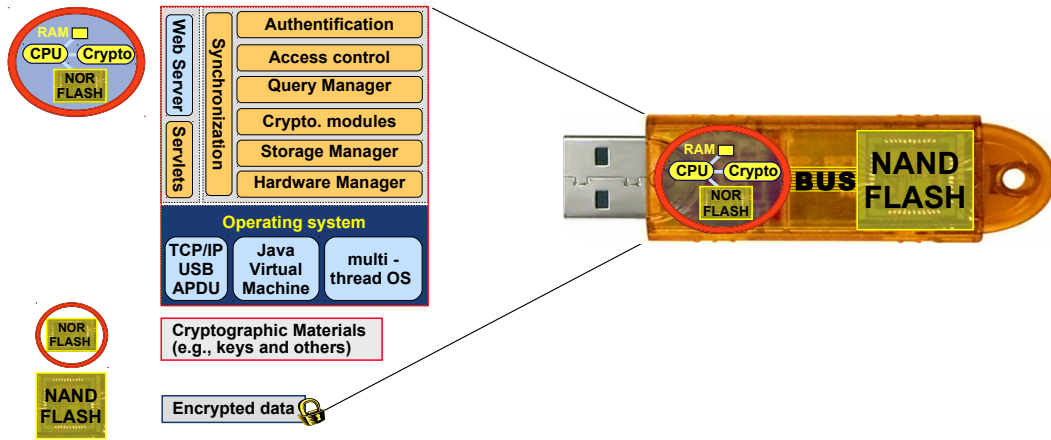 RAM
CPU
Crypto
NOR
FLASH
Web Server
Servlets
Synchronization
Authentification
Access control
Query Manager
Crypto. modules
Storage Manager
Hardware Manager
Operating system
TCP/IP
USB
APDU
Java
Virtual
Machine
multi -
thread OS
RAM
CPU
Crypto
NOR
FLASH
BUS
NAND
FLASH
NOR
FLASH
Cryptographic Materials
(e.g., keys and others)
NAND
FLASH
Encrypted data